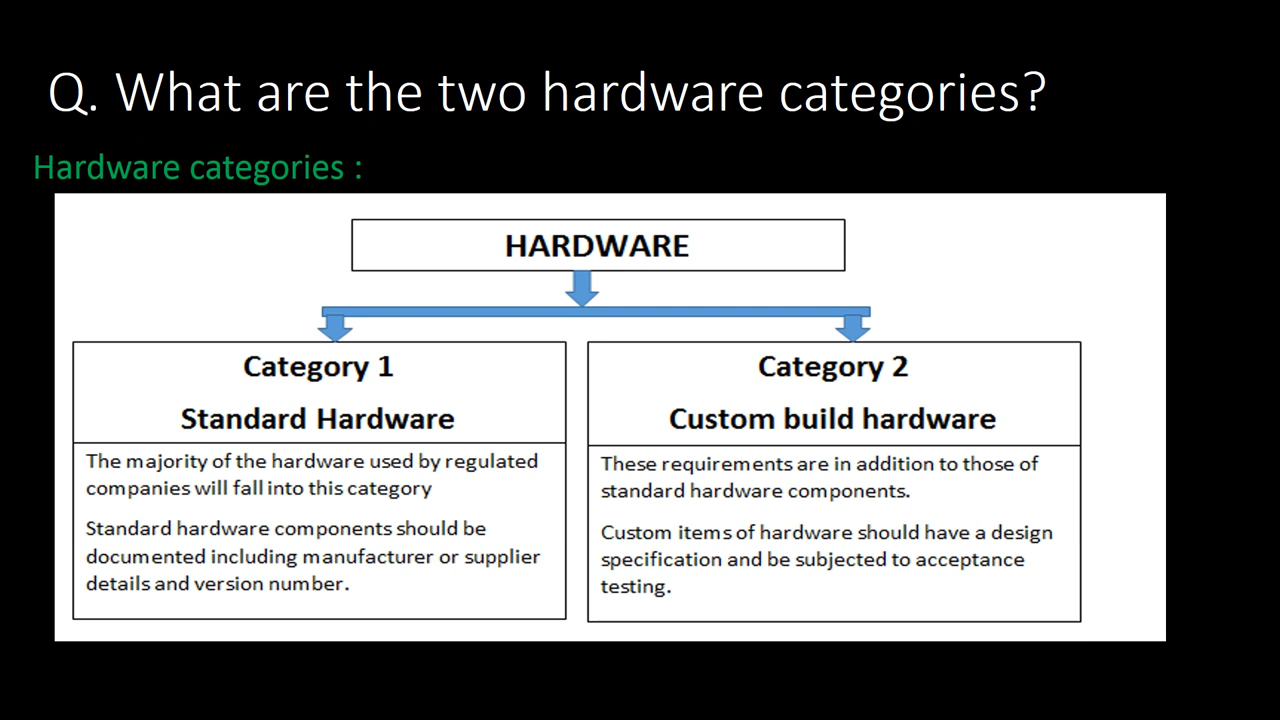 Q. What are the two hardware categories?
Hardware categories :
HARDWARE
Category 1
Standard Hardware
The majority of the hardware used by regulated
companies will fall into this category
Standard hardware components should be
documented including manufacturer or supplier
details and version number.
Category 2
Custom build hardware
These requirements are in addition to those of
standard hardware components.
Custom items of hardware should have a design
specification and be subjected to acceptance
testing.